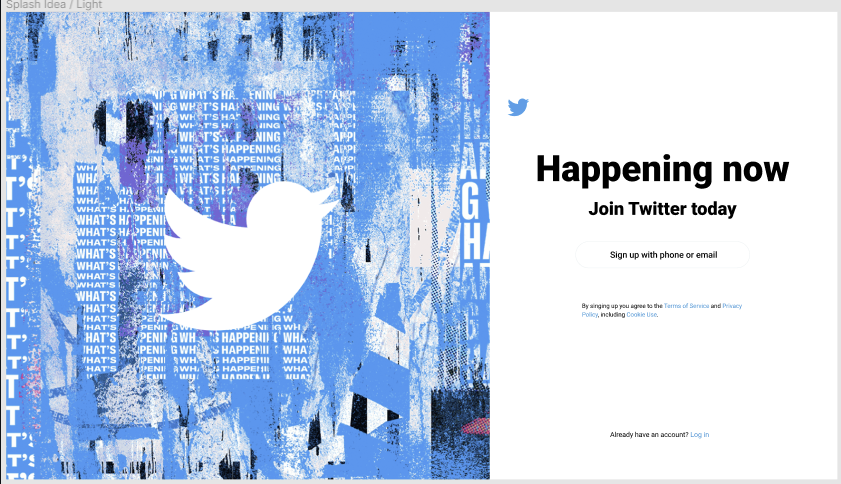 Splash Idea / Light
WHAT'S HAPPENING
Happening now
Join Twitter today
Sign up with phone or email
By singing up you agree to the Terms of Service and Privacy
Policy, including Cookie Use.
Already have an account? Log in